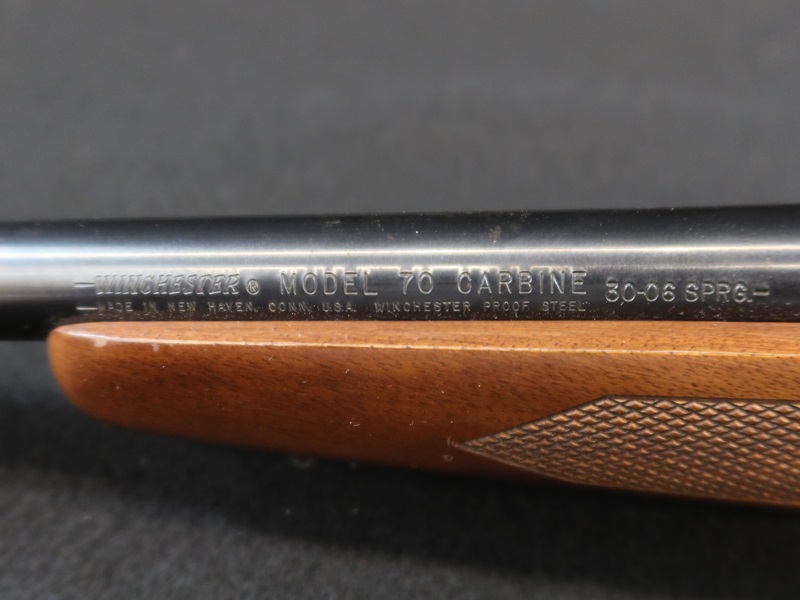 WINCHESTER® MODEL 70 CARBINE 30-06 SPRG.
MADE IN NEW HAVEN, CONN. U.S.A. WINCHESTER PROOF STEEL